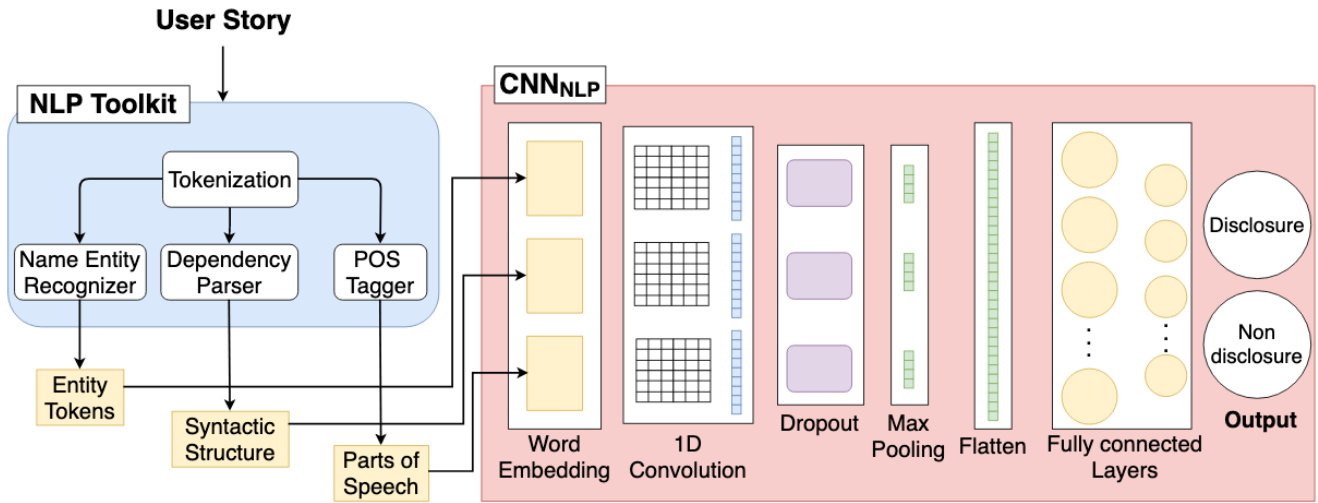 User Story
NLP Toolkit
Tokenization
Name Entity
Recognizer
Dependency
Parser
POS
Tagger
Entity
Tokens
Syntactic
Structure
Parts of
Speech
CNN_NLP
Word
Embedding
1D
Convolution
Dropout
Max
Pooling
Flatten
Fully connected
Layers
Disclosure
Non
disclosure
Output